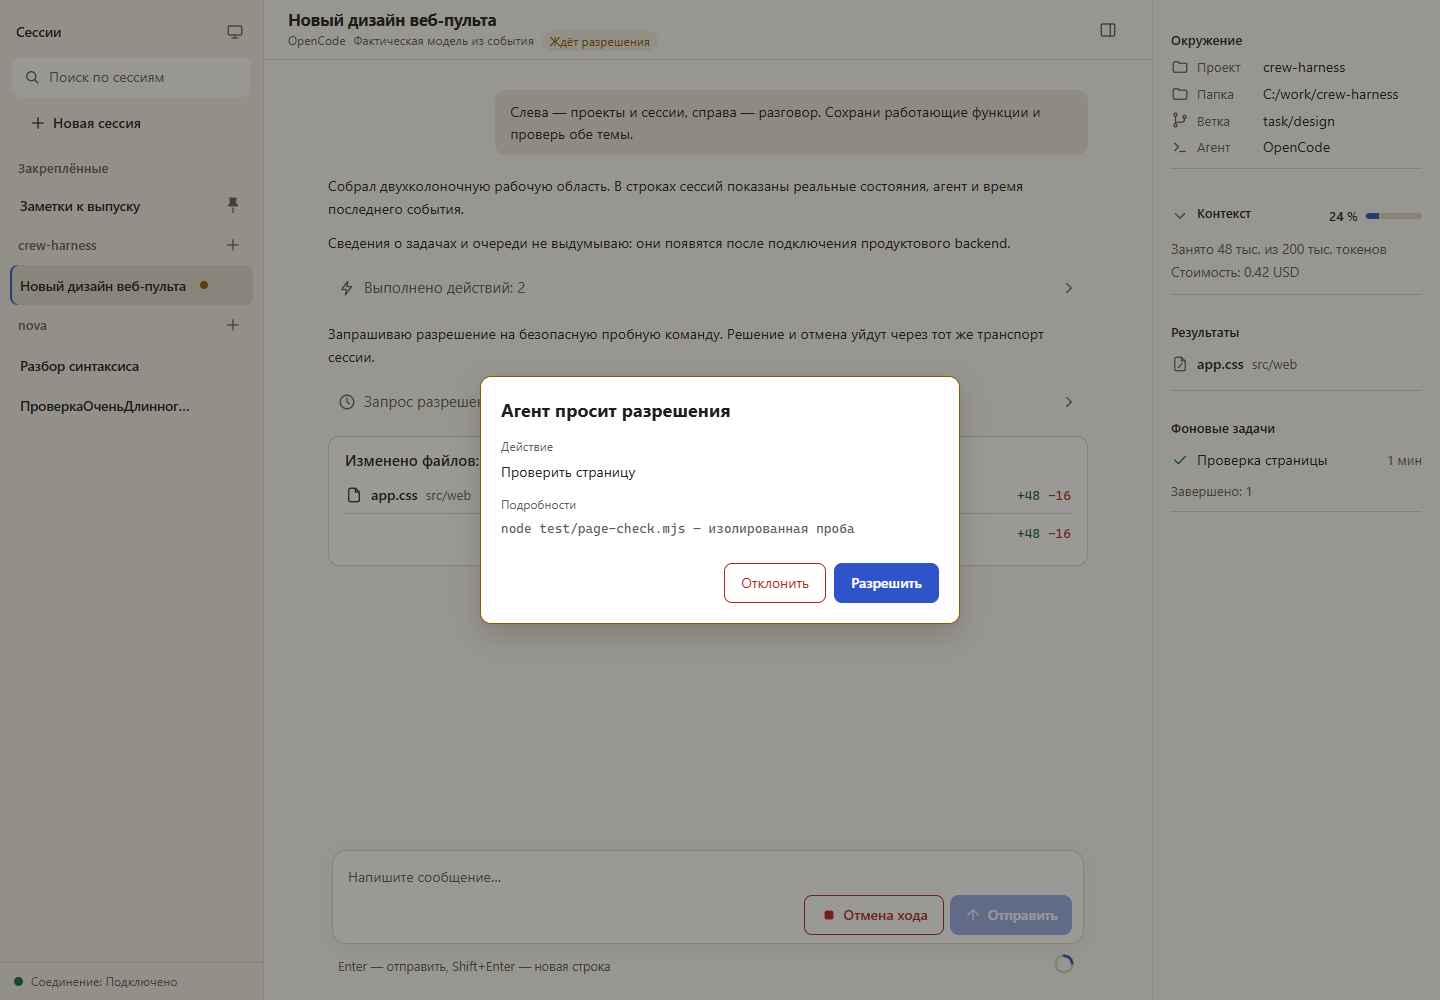 Сессии
Поиск по сессиям
Новая сессия
Закреплённые
Заметки к выпуску
crew-harness
Новый дизайн веб-пульта
nova
Разбор синтаксиса
ПроверкаОченьДлинног...
Соединение: Подключено
Новый дизайн веб-пульта
OpenCode Фактическая модель из события Ждёт разрешения
Слева — проекты и сессии, справа — разговор. Сохрани работающие функции и
проверь обе темы.
Собрал двухколоночную рабочую область. В строках сессий показаны реальные состояния, агент и время
последнего события.
Сведения о задачах и очереди не выдумываю: они появятся после подключения продуктового backend.
Выполнено действий: 2
Запрашиваю разрешение на безопасную пробную команду. Решение и отмена уйдут через тот же транспорт
сессии.
Запрос разреше
Изменено файлов:
app.css src/web
+48 −16
+48 −16
Агент просит разрешения
Действие
Проверить страницу
Подробности
node test/page-check.mjs — изолированная проба
Отклонить
Разрешить
Напишите сообщение...
Отмена хода
Отправить
Enter — отправить, Shift+Enter — новая строка
Окружение
Проект crew-harness
Папка C:/work/crew-harness
Ветка task/design
Агент OpenCode
Контекст 24 %
Занято 48 тыс. из 200 тыс. токенов
Стоимость: 0.42 USD
Результаты
app.css src/web
Фоновые задачи
Проверка страницы 1 мин
Завершено: 1